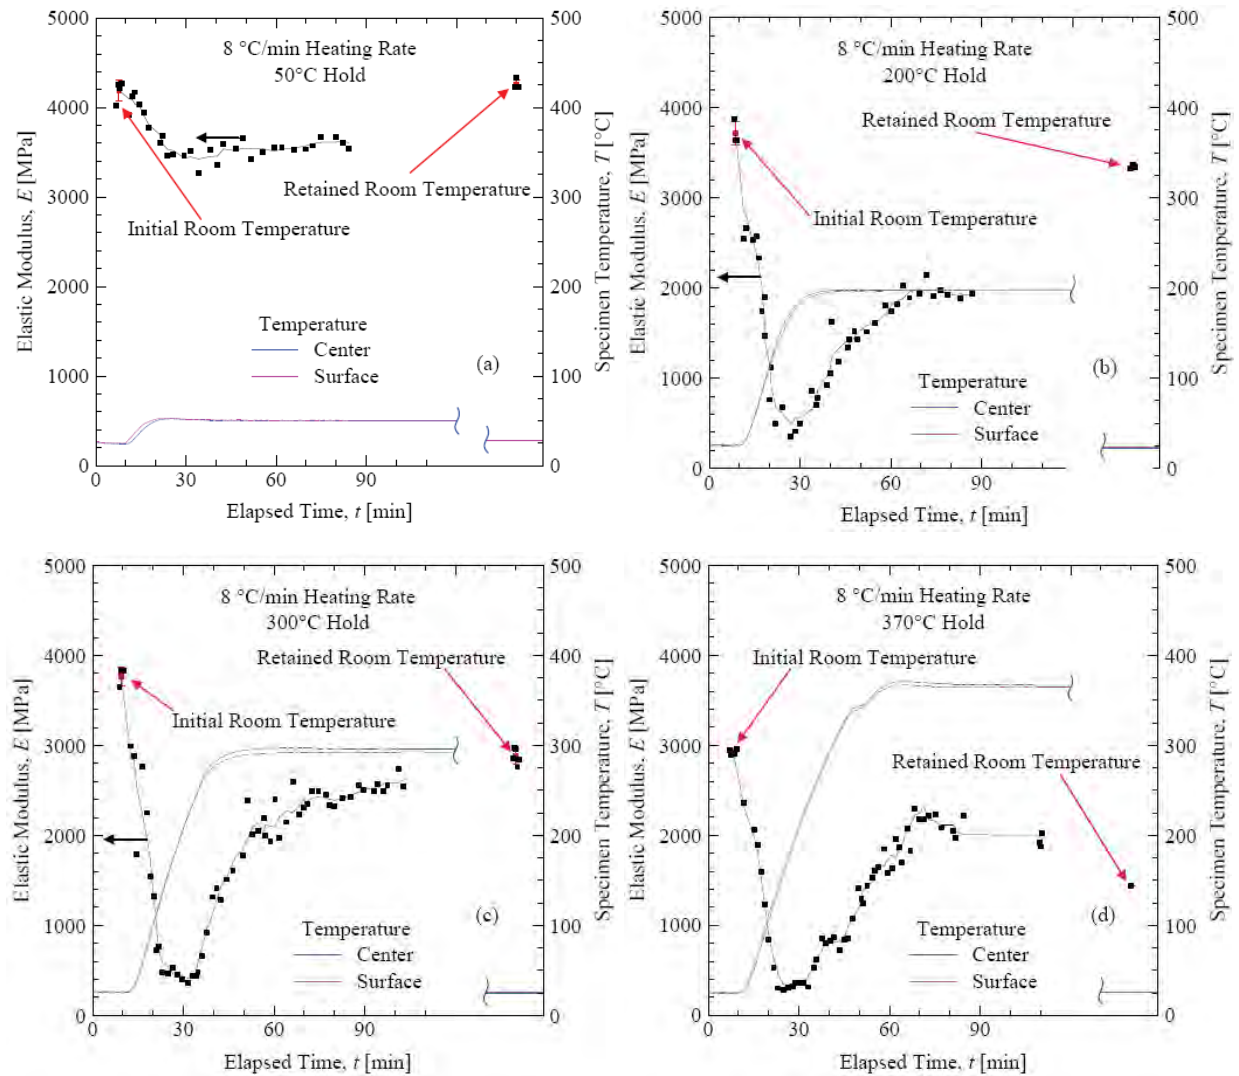 5000
4000
3000
2000
1000
0
Elastic Modulus, E [MPa]
8 °C/min Heating Rate
50°C Hold
Retained Room Temperature
Initial Room Temperature
Temperature
Center
Surface
(a)
500
400
300
200
100
0
Specimen Temperature, T [°C]
0 30 60 90
Elapsed Time, t [min]
5000
4000
3000
2000
1000
0
Elastic Modulus, E [MPa]
8 °C/min Heating Rate
200°C Hold
Retained Room Temperature
Initial Room Temperature
(b)
Temperature
Center
Surface
500
400
300
200
100
0
Specimen Temperature, T [°C]
0 30 60 90
Elapsed Time, t [min]
5000
4000
3000
2000
1000
0
Elastic Modulus, E [MPa]
8 °C/min Heating Rate
300°C Hold
Retained Room Temperature
Initial Room Temperature
(c)
Temperature
Center
Surface
500
400
300
200
100
0
Specimen Temperature, T [°C]
0 30 60 90
Elapsed Time, t [min]
5000
4000
3000
2000
1000
0
Elastic Modulus, E [MPa]
8 °C/min Heating Rate
370°C Hold
Initial Room Temperature
Retained Room Temperature
(d)
Temperature
Center
Surface
500
400
300
200
100
0
Specimen Temperature, T [°C]
0 30 60 90
Elapsed Time, t [min]